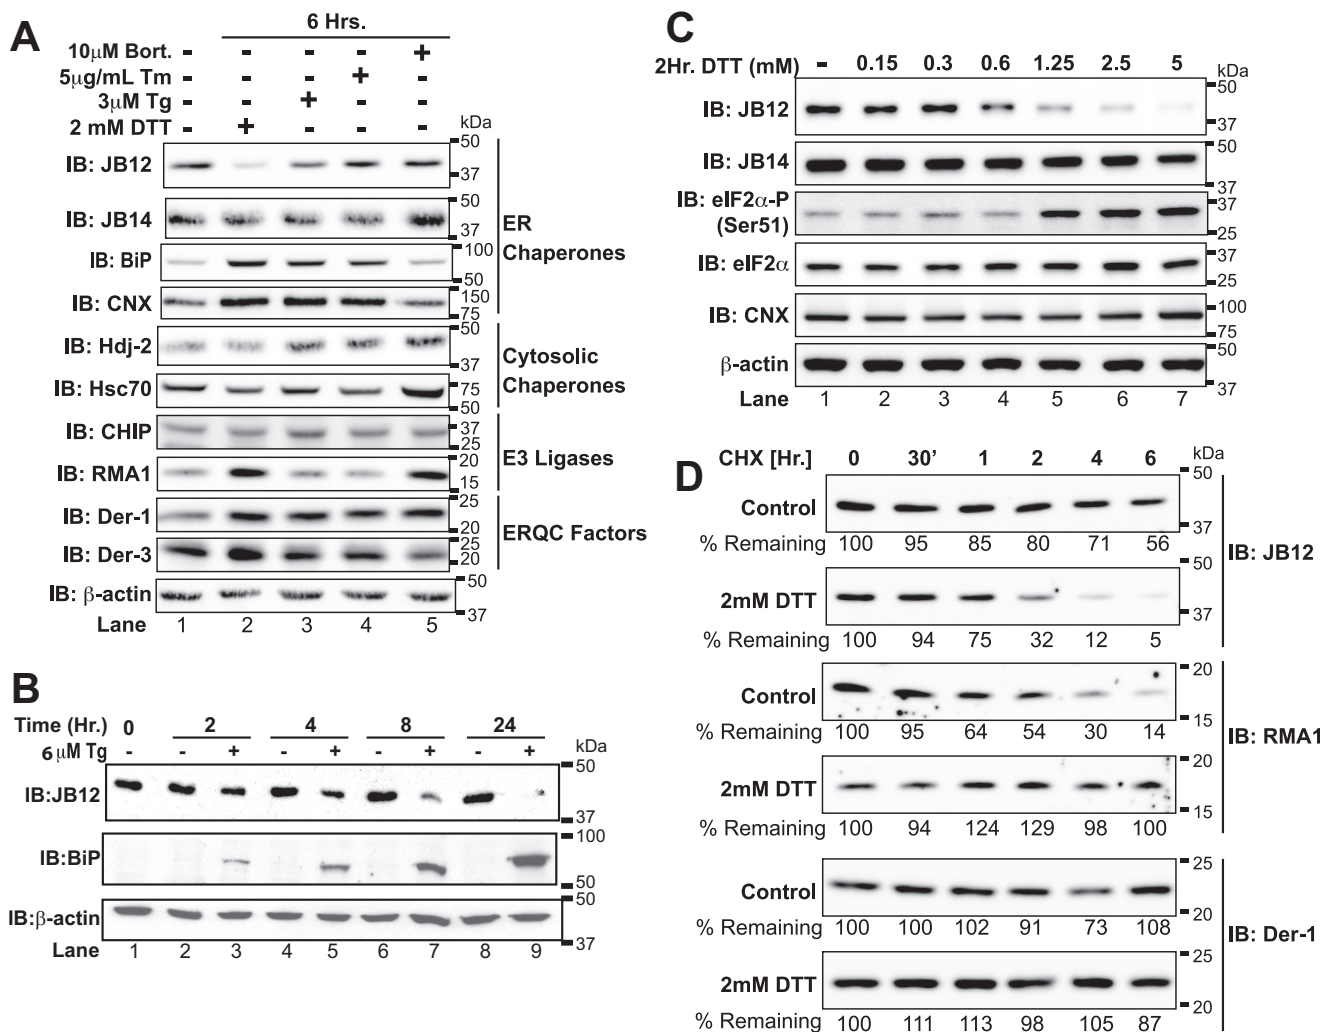 A
6 Hrs.
10μM Bort. - - - - +
5μg/mL Tm - - - + -
3μM Tg - - + - -
2 mM DTT - + - - -
kDa
IB: JB12
50
37
IB: JB14
50
37
IB: BiP
100
50
IB: CNX
150
75
ER
Chaperones
IB: Hdj-2
50
37
IB: Hsc70
75
50
Cytosolic
Chaperones
IB: CHIP
37
25
IB: RMA1
20
15
E3 Ligases
IB: Der-1
25
20
IB: Der-3
25
20
ERQC Factors
IB: β-actin
50
37
Lane 1 2 3 4 5
B
Time (Hr.) 0 2 4 8 24
6 μM Tg - - + - + - + - +
kDa
IB:JB12
50
37
IB:BiP
100
50
IB:β-actin
50
37
Lane 1 2 3 4 5 6 7 8 9
C
2Hr. DTT (mM) - 0.15 0.3 0.6 1.25 2.5 5
kDa
IB: JB12
50
37
IB: JB14
50
37
IB: eIF2α-P
(Ser51)
37
25
IB: eIF2α
37
25
IB: CNX
100
75
β-actin
50
37
Lane 1 2 3 4 5 6 7
D
CHX [Hr.] 0 30' 1 2 4 6
kDa
Control
50
37
% Remaining 100 95 85 80 71 56
2mM DTT
50
37
% Remaining 100 94 75 32 12 5
IB: JB12
Control
20
15
% Remaining 100 95 64 54 30 14
2mM DTT
20
15
% Remaining 100 94 124 129 98 100
IB: RMA1
Control
25
20
% Remaining 100 100 102 91 73 108
2mM DTT
25
20
% Remaining 100 111 113 98 105 87
IB: Der-1